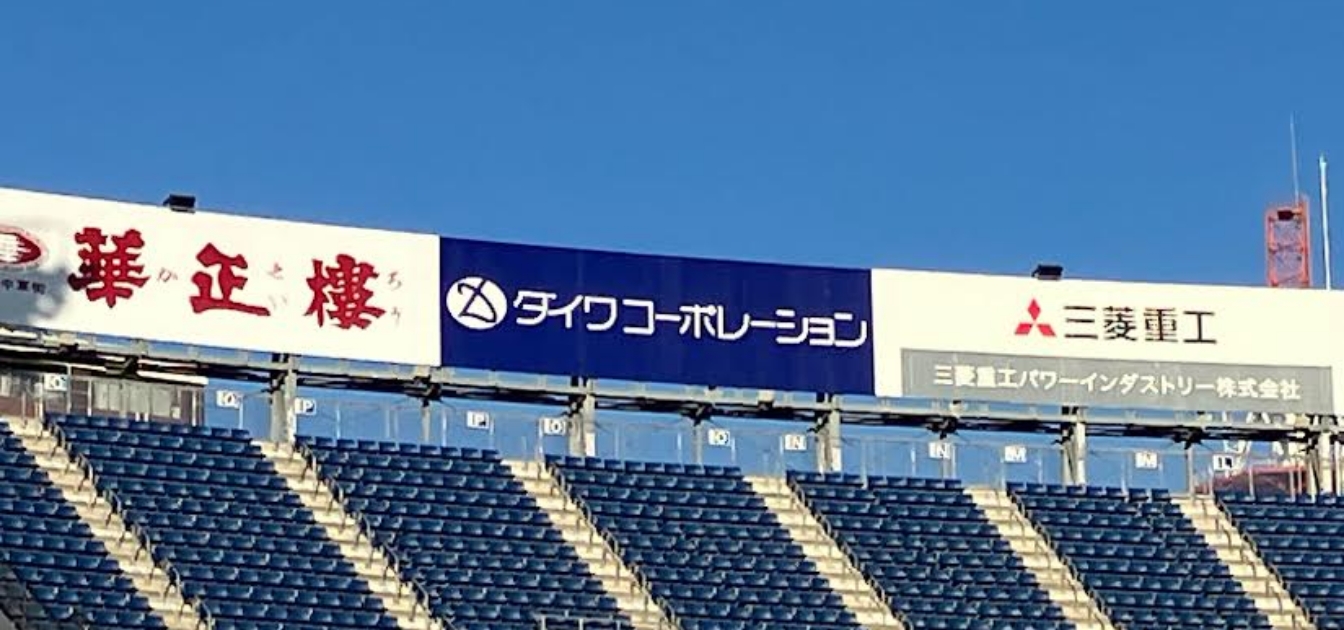 華正樓
か せい ろう
ダイワコーポレーション
三菱重工
三菱重工パワーインダストリー株式会社
Q
Q
P
P
O
O
N
N
M
M
L